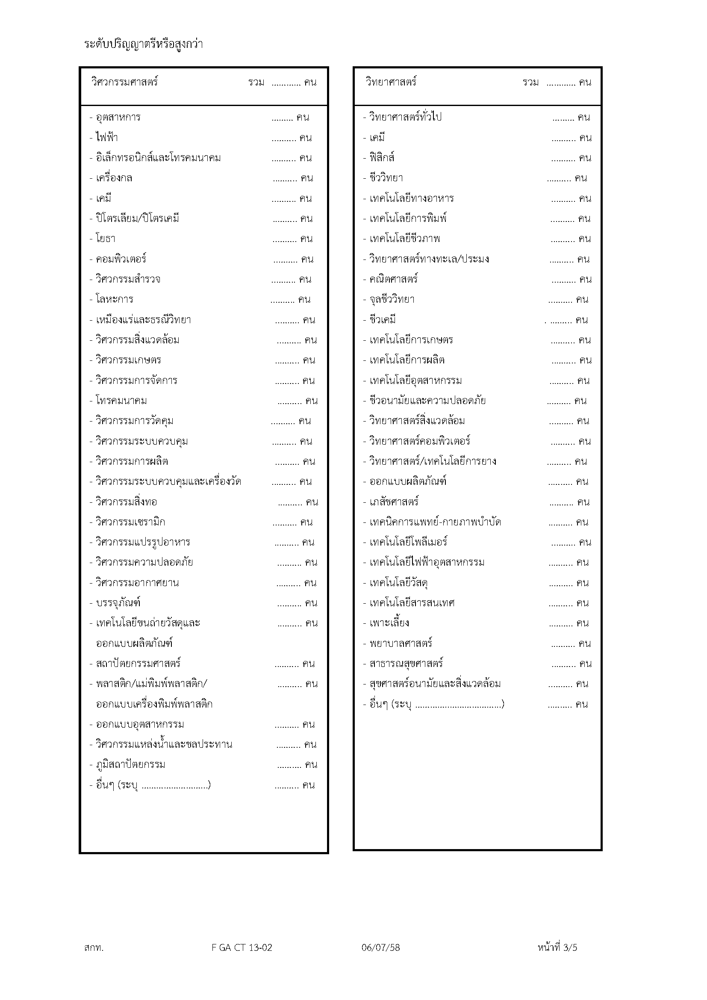 ระดับปริญญาตรีหรือสูงกว่า
วิศวกรรมศาสตร์ รวม ............ คน
- อุตสาหการ ......... คน
- ไฟฟ้า .......... คน
- อิเล็กทรอนิกส์และโทรคมนาคม .......... คน
- เครื่องกล .......... คน
- เคมี .......... คน
- ปิโตรเลียม/ปิโตรเคมี .......... คน
- โยธา .......... คน
- คอมพิวเตอร์ .......... คน
- วิศวกรรมสำรวจ .......... คน
- โลหะการ .......... คน
- เหมืองแร่และธรณีวิทยา .......... คน
- วิศวกรรมสิ่งแวดล้อม .......... คน
- วิศวกรรมเกษตร .......... คน
- วิศวกรรมการจัดการ .......... คน
- โทรคมนาคม .......... คน
- วิศวกรรมการวัดคุม .......... คน
- วิศวกรรมระบบควบคุม .......... คน
- วิศวกรรมการผลิต .......... คน
- วิศวกรรมระบบควบคุมและเครื่องวัด .......... คน
- วิศวกรรมสิ่งทอ .......... คน
- วิศวกรรมเซรามิก .......... คน
- วิศวกรรมแปรรูปอาหาร .......... คน
- วิศวกรรมความปลอดภัย .......... คน
- วิศวกรรมอากาศยาน .......... คน
- บรรจุภัณฑ์ .......... คน
- เทคโนโลยีขนถ่ายวัสดุและ .......... คน
ออกแบบผลิตภัณฑ์
- สถาปัตยกรรมศาสตร์ .......... คน
- พลาสติก/แม่พิมพ์พลาสติก/ .......... คน
ออกแบบเครื่องพิมพ์พลาสติก
- ออกแบบอุตสาหกรรม .......... คน
- วิศวกรรมแหล่งน้ำและชลประทาน .......... คน
- ภูมิสถาปัตยกรรม .......... คน
- อื่นๆ (ระบุ ...........................) .......... คน
วิทยาศาสตร์ รวม ............ คน
- วิทยาศาสตร์ทั่วไป ......... คน
- เคมี .......... คน
- ฟิสิกส์ .......... คน
- ชีววิทยา .......... คน
- เทคโนโลยีทางอาหาร .......... คน
- เทคโนโลยีการพิมพ์ .......... คน
- เทคโนโลยีชีวภาพ .......... คน
- วิทยาศาสตร์ทางทะเล/ประมง .......... คน
- คณิตศาสตร์ .......... คน
- จุลชีววิทยา .......... คน
- ชีวเคมี . ......... คน
- เทคโนโลยีการเกษตร .......... คน
- เทคโนโลยีการผลิต .......... คน
- เทคโนโลยีอุตสาหกรรม .......... คน
- ชีวอนามัยและความปลอดภัย .......... คน
- วิทยาศาสตร์สิ่งแวดล้อม .......... คน
- วิทยาศาสตร์คอมพิวเตอร์ .......... คน
- วิทยาศาสตร์/เทคโนโลยีการยาง .......... คน
- ออกแบบผลิตภัณฑ์ .......... คน
- เภสัชศาสตร์ .......... คน
- เทคนิคการแพทย์-กายภาพบำบัด .......... คน
- เทคโนโลยีโพลีเมอร์ .......... คน
- เทคโนโลยีไฟฟ้าอุตสาหกรรม .......... คน
- เทคโนโลยีวัสดุ .......... คน
- เทคโนโลยีสารสนเทศ .......... คน
- เพาะเลี้ยง .......... คน
- พยาบาลศาสตร์ .......... คน
- สาธารณสุขศาสตร์ .......... คน
- สุขศาสตร์อนามัยและสิ่งแวดล้อม .......... คน
- อื่นๆ (ระบุ ...................................) .......... คน
สกท. F GA CT 13-02 06/07/58 หน้าที่ 3/5